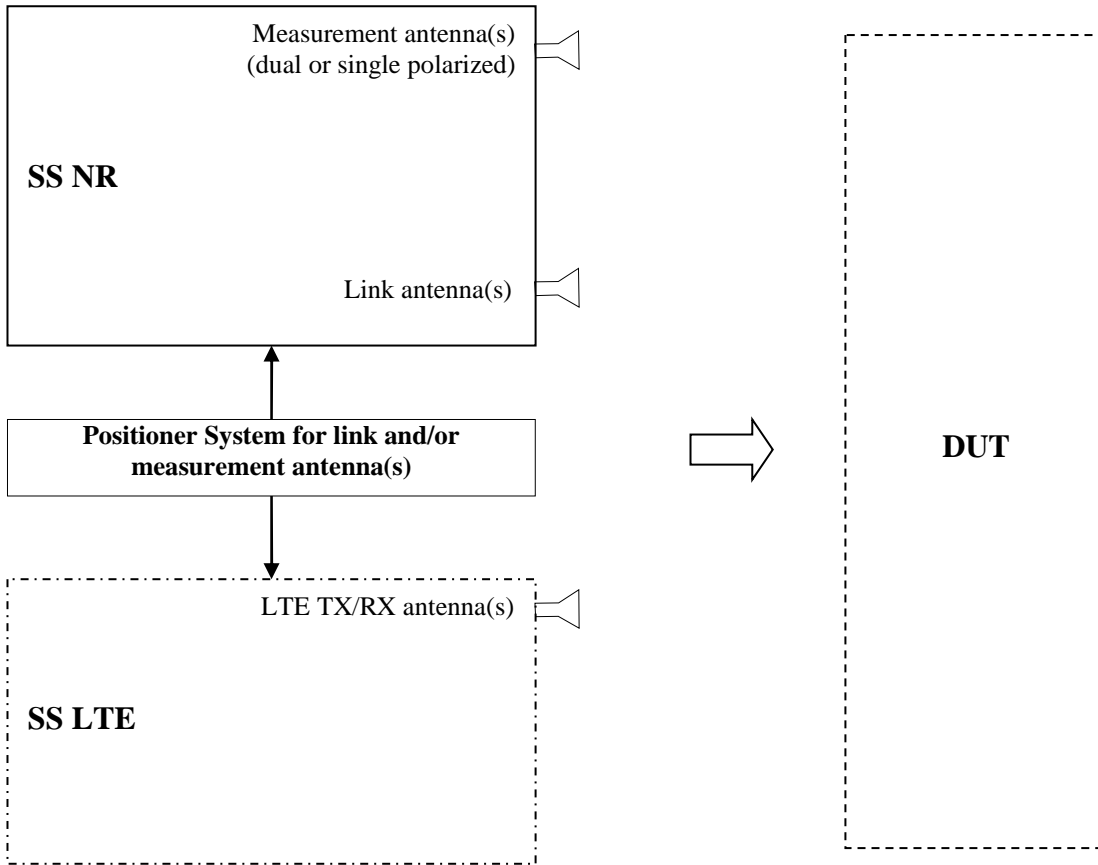 Measurement antenna(s)
(dual or single polarized)
SS NR
Link antenna(s)
Positioner System for link and/or
measurement antenna(s)
DUT
LTE TX/RX antenna(s)
SS LTE